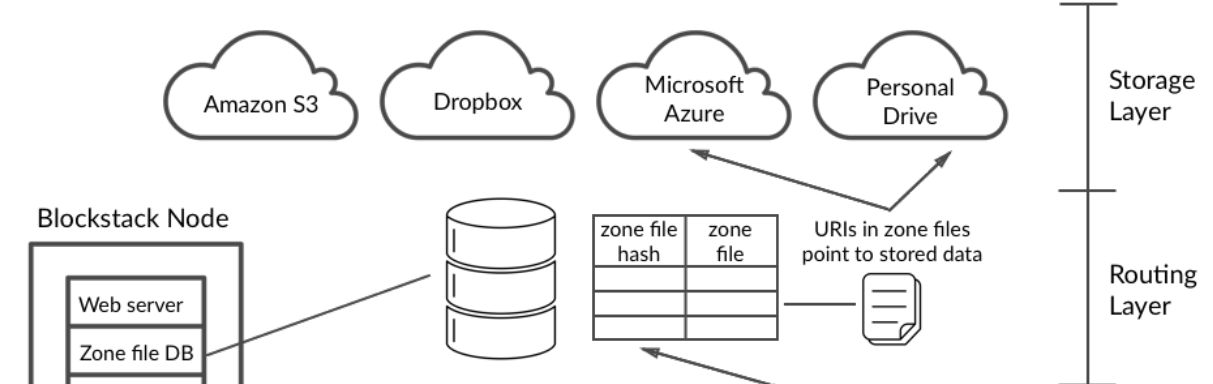 Amazon S3
Dropbox
Microsoft
Azure
Personal
Drive
Storage
Layer
Blockstack Node
Web server
Zone file DB
zone file
hash
zone
file
URIs in zone files
point to stored data
Routing
Layer